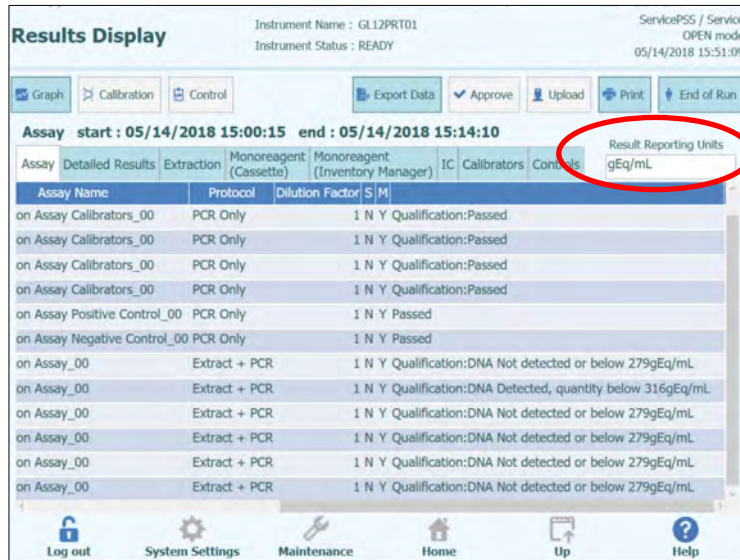 Results Display
Instrument Name : GL12PRT01
Instrument Status : READY
ServicePSS / Service
OPEN mode
05/14/2018 15:51:09
Graph
Calibration
Control
Export Data
Approve
Upload
Print
End of Run
Assay start : 05/14/2018 15:00:15 end : 05/14/2018 15:14:10
Result Reporting Units
gEq/mL
Assay Detailed Results Extraction Monoreagent (Cassette) Monoreagent (Inventory Manager) IC Calibrators Controls
Assay Name Protocol Dilution Factor S M
on Assay Calibrators_00 PCR Only 1 N Y Qualification:Passed
on Assay Calibrators_00 PCR Only 1 N Y Qualification:Passed
on Assay Calibrators_00 PCR Only 1 N Y Qualification:Passed
on Assay Calibrators_00 PCR Only 1 N Y Qualification:Passed
on Assay Positive Control_00 PCR Only 1 N Y Passed
on Assay Negative Control_00 PCR Only 1 N Y Passed
on Assay_00 Extract + PCR 1 N Y Qualification:DNA Not detected or below 279gEq/mL
on Assay_00 Extract + PCR 1 N Y Qualification:DNA Detected, quantity below 316gEq/mL
on Assay_00 Extract + PCR 1 N Y Qualification:DNA Not detected or below 279gEq/mL
on Assay_00 Extract + PCR 1 N Y Qualification:DNA Not detected or below 279gEq/mL
on Assay_00 Extract + PCR 1 N Y Qualification:DNA Not detected or below 279gEq/mL
on Assay_00 Extract + PCR 1 N Y Qualification:DNA Not detected or below 279gEq/mL
Log out
System Settings
Maintenance
Home
Up
Help